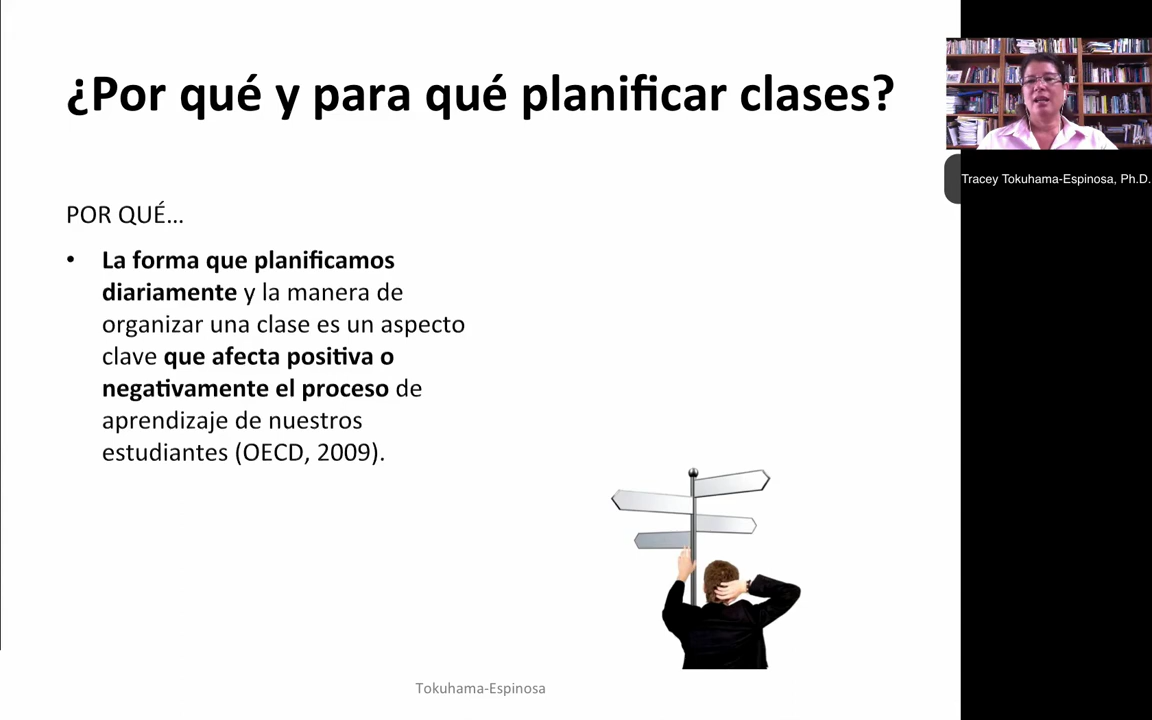 ¿Por qué y para qué planificar clases?
POR QUÉ...
• La forma que planificamos
diariamente y la manera de
organizar una clase es un aspecto
clave que afecta positiva o
negativamente el proceso de
aprendizaje de nuestros
estudiantes (OECD, 2009).
Tokuhama-Espinosa
Tracey Tokuhama-Espinosa, Ph.D.